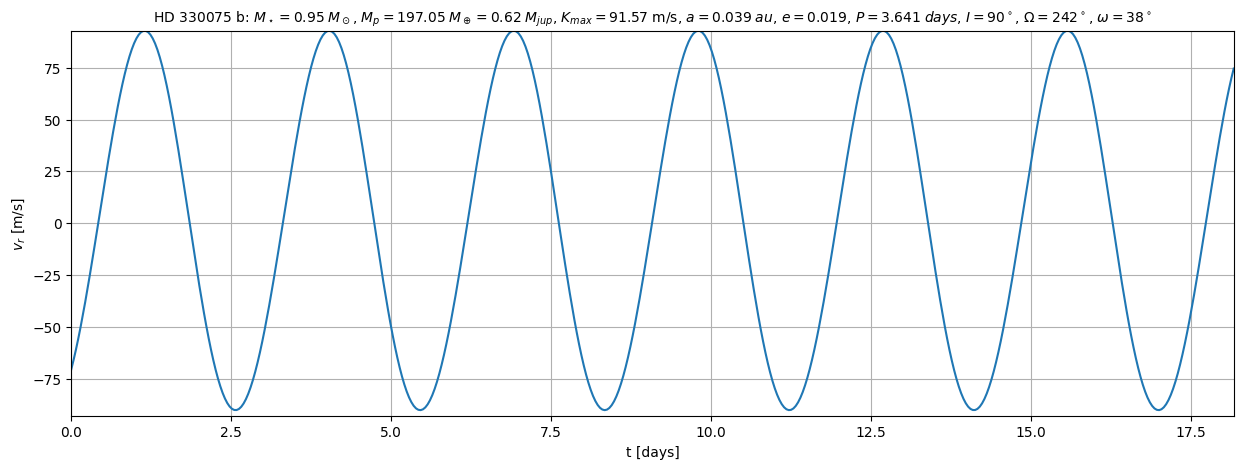 HD 330075 b: M⋆ = 0.95 M⊙, Mp = 197.05 M⊕ = 0.62 Mjup, Kmax = 91.57 m/s, a = 0.039 au, e = 0.019, P = 3.641 days, I = 90°, Ω = 242°, ω = 38°
75
50
25
0
−25
−50
−75
vr [m/s]
0.0 2.5 5.0 7.5 10.0 12.5 15.0 17.5
t [days]